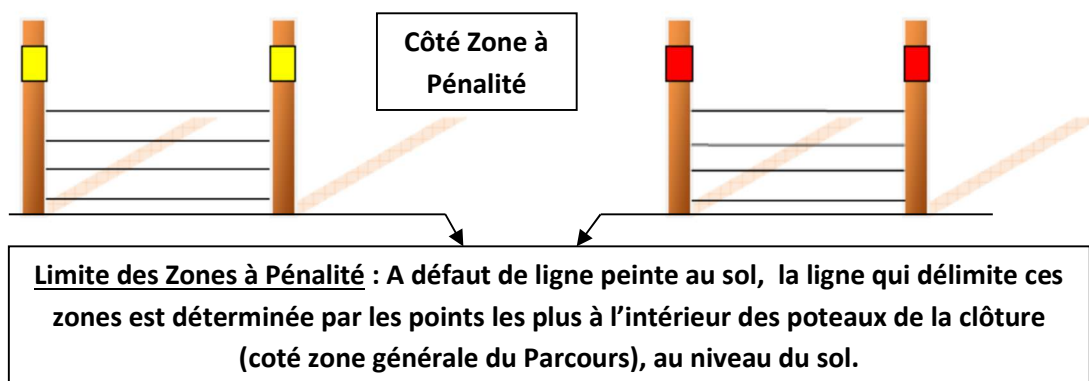 Côté Zone à
Pénalité
Limite des Zones à Pénalité : A défaut de ligne peinte au sol, la ligne qui délimite ces
zones est déterminée par les points les plus à l’intérieur des poteaux de la clôture
(coté zone générale du Parcours), au niveau du sol.